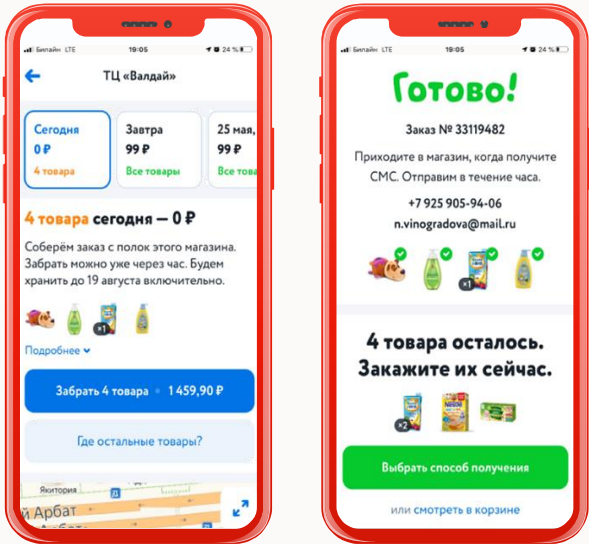 Билайн LTE
19:05
24 %
ТЦ «Валдай»
Сегодня
0 ₽
4 товара
Завтра
99 ₽
Все товары
25 мая,
99 ₽
Все това
4 товара сегодня — 0 ₽
Соберём заказ с полок этого магазина.
Забрать можно уже через час. Будем
хранить до 19 августа включительно.
×1
Подробнее
Забрать 4 товара • 1 459,90 ₽
Где остальные товары?
Якитория
й Арбат
Билайн LTE
19:05
24 %
Готово!
Заказ № 33119482
Приходите в магазин, когда получите
СМС. Отправим в течение часа.
+7 925 905-94-06
n.vinogradova@mail.ru
×1
4 товара осталось.
Закажите их сейчас.
×2
Nestle
Выбрать способ получения
или смотреть в корзине